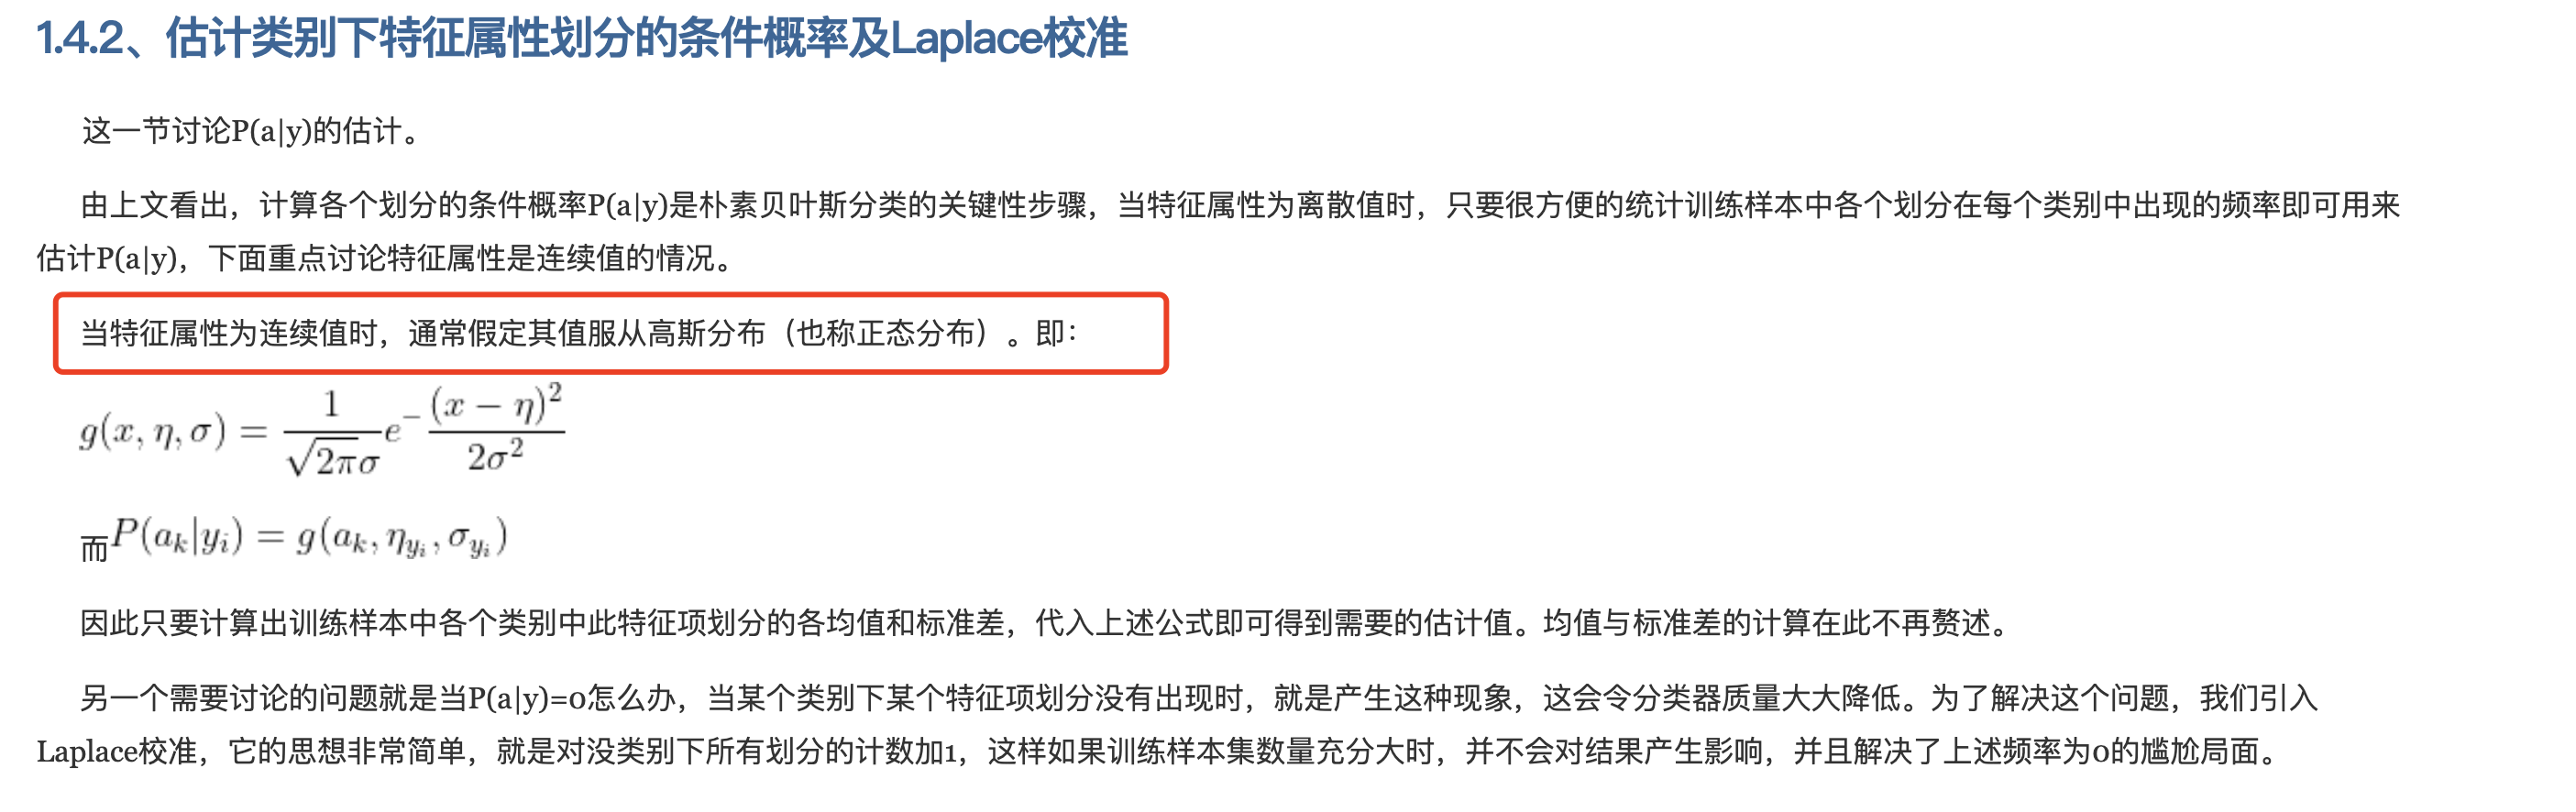 1.4.2、估计类别下特征属性划分的条件概率及Laplace校准
这一节讨论P(a|y)的估计。
由上文看出，计算各个划分的条件概率P(a|y)是朴素贝叶斯分类的关键性步骤，当特征属性为离散值时，只要很方便的统计训练样本中各个划分在每个类别中出现的频率即可用来
估计P(a|y)，下面重点讨论特征属性是连续值的情况。
当特征属性为连续值时，通常假定其值服从高斯分布（也称正态分布）。即：
$g(x, \eta, \sigma) = \frac{1}{\sqrt{2\pi}\sigma} e^{-\frac{(x-\eta)^2}{2\sigma^2}}$
而$P(a_k|y_i) = g(a_k, \eta_{y_i}, \sigma_{y_i})$
因此只要计算出训练样本中各个类别中此特征项划分的各均值和标准差，代入上述公式即可得到需要的估计值。均值与标准差的计算在此不再赘述。
另一个需要讨论的问题就是当P(a|y)=0怎么办，当某个类别下某个特征项划分没有出现时，就是产生这种现象，这会令分类器质量大大降低。为了解决这个问题，我们引入
Laplace校准，它的思想非常简单，就是对没类别下所有划分的计数加1，这样如果训练样本集数量充分大时，并不会对结果产生影响，并且解决了上述频率为0的尴尬局面。